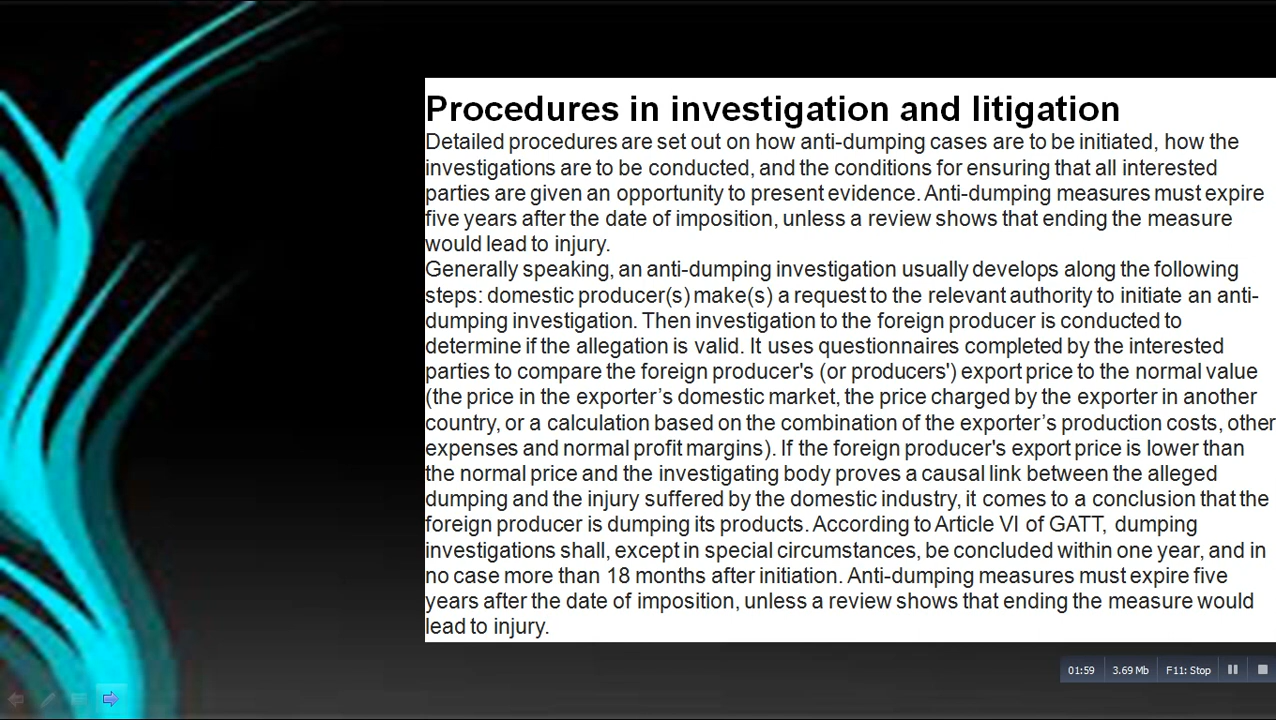 Procedures in investigation and litigation
Detailed procedures are set out on how anti-dumping cases are to be initiated, how the
investigations are to be conducted, and the conditions for ensuring that all interested
parties are given an opportunity to present evidence. Anti-dumping measures must expire
five years after the date of imposition, unless a review shows that ending the measure
would lead to injury.
Generally speaking, an anti-dumping investigation usually develops along the following
steps: domestic producer(s) make(s) a request to the relevant authority to initiate an anti-
dumping investigation. Then investigation to the foreign producer is conducted to
determine if the allegation is valid. It uses questionnaires completed by the interested
parties to compare the foreign producer's (or producers') export price to the normal value
(the price in the exporter’s domestic market, the price charged by the exporter in another
country, or a calculation based on the combination of the exporter’s production costs, other
expenses and normal profit margins). If the foreign producer's export price is lower than
the normal price and the investigating body proves a causal link between the alleged
dumping and the injury suffered by the domestic industry, it comes to a conclusion that the
foreign producer is dumping its products. According to Article VI of GATT, dumping
investigations shall, except in special circumstances, be concluded within one year, and in
no case more than 18 months after initiation. Anti-dumping measures must expire five
years after the date of imposition, unless a review shows that ending the measure would
lead to injury.
01:59 3.69 Mb F11: Stop